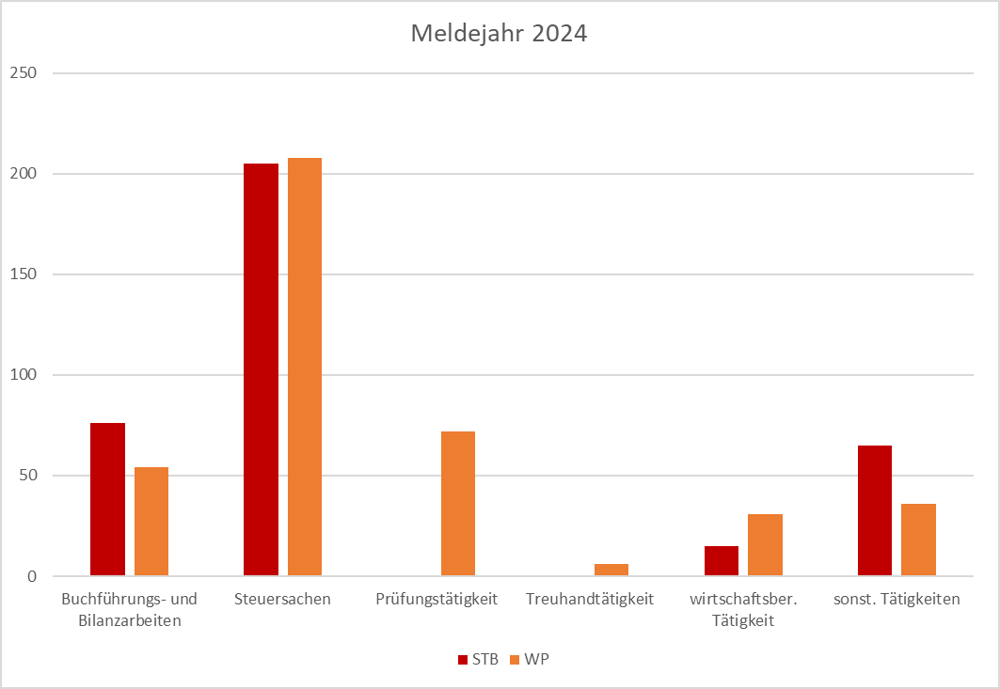 Meldejahr 2024
250
200
150
100
50
0
Buchführungs- und
Bilanzarbeiten
Steuersachen
Prüfungstätigkeit
Treuhandtätigkeit
wirtschaftsber.
Tätigkeit
sonst. Tätigkeiten
STB
WP